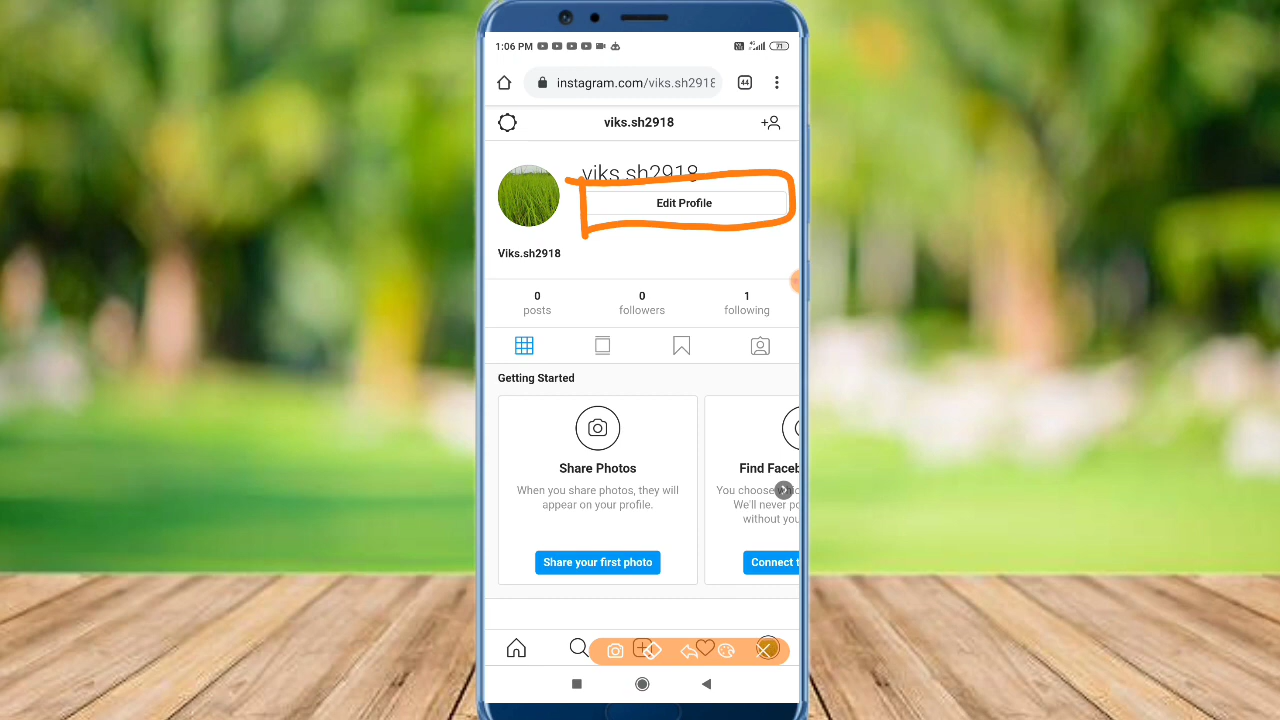 1:06 PM
71
instagram.com/viks.sh2918
44
viks.sh2918
viks.sh2918
Edit Profile
Viks.sh2918
0 0 1
posts followers following
Getting Started
Share Photos
When you share photos, they will
appear on your profile.
Share your first photo
Find
You choose
We'll never
without
Connect